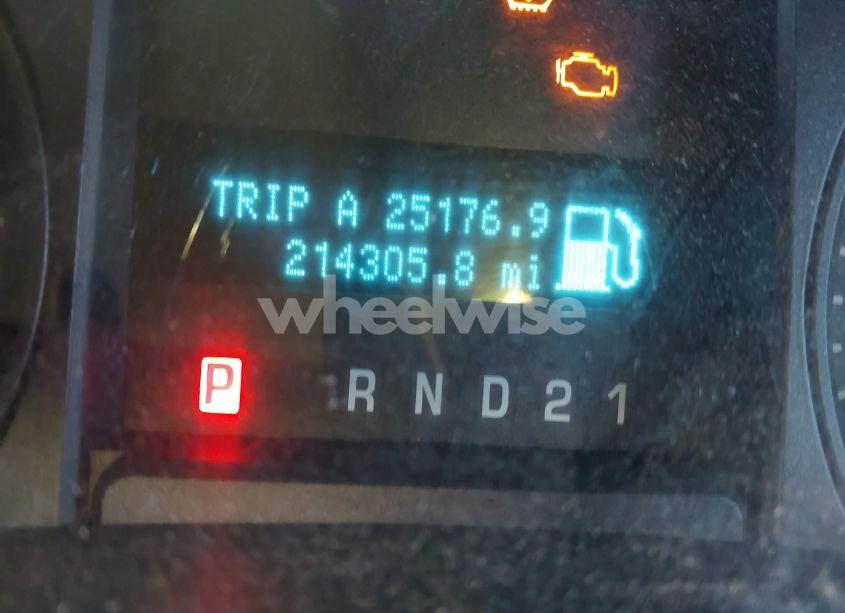 TRIP A 25176.9
214305.8 mi
wheelwise
P R N D 2 1